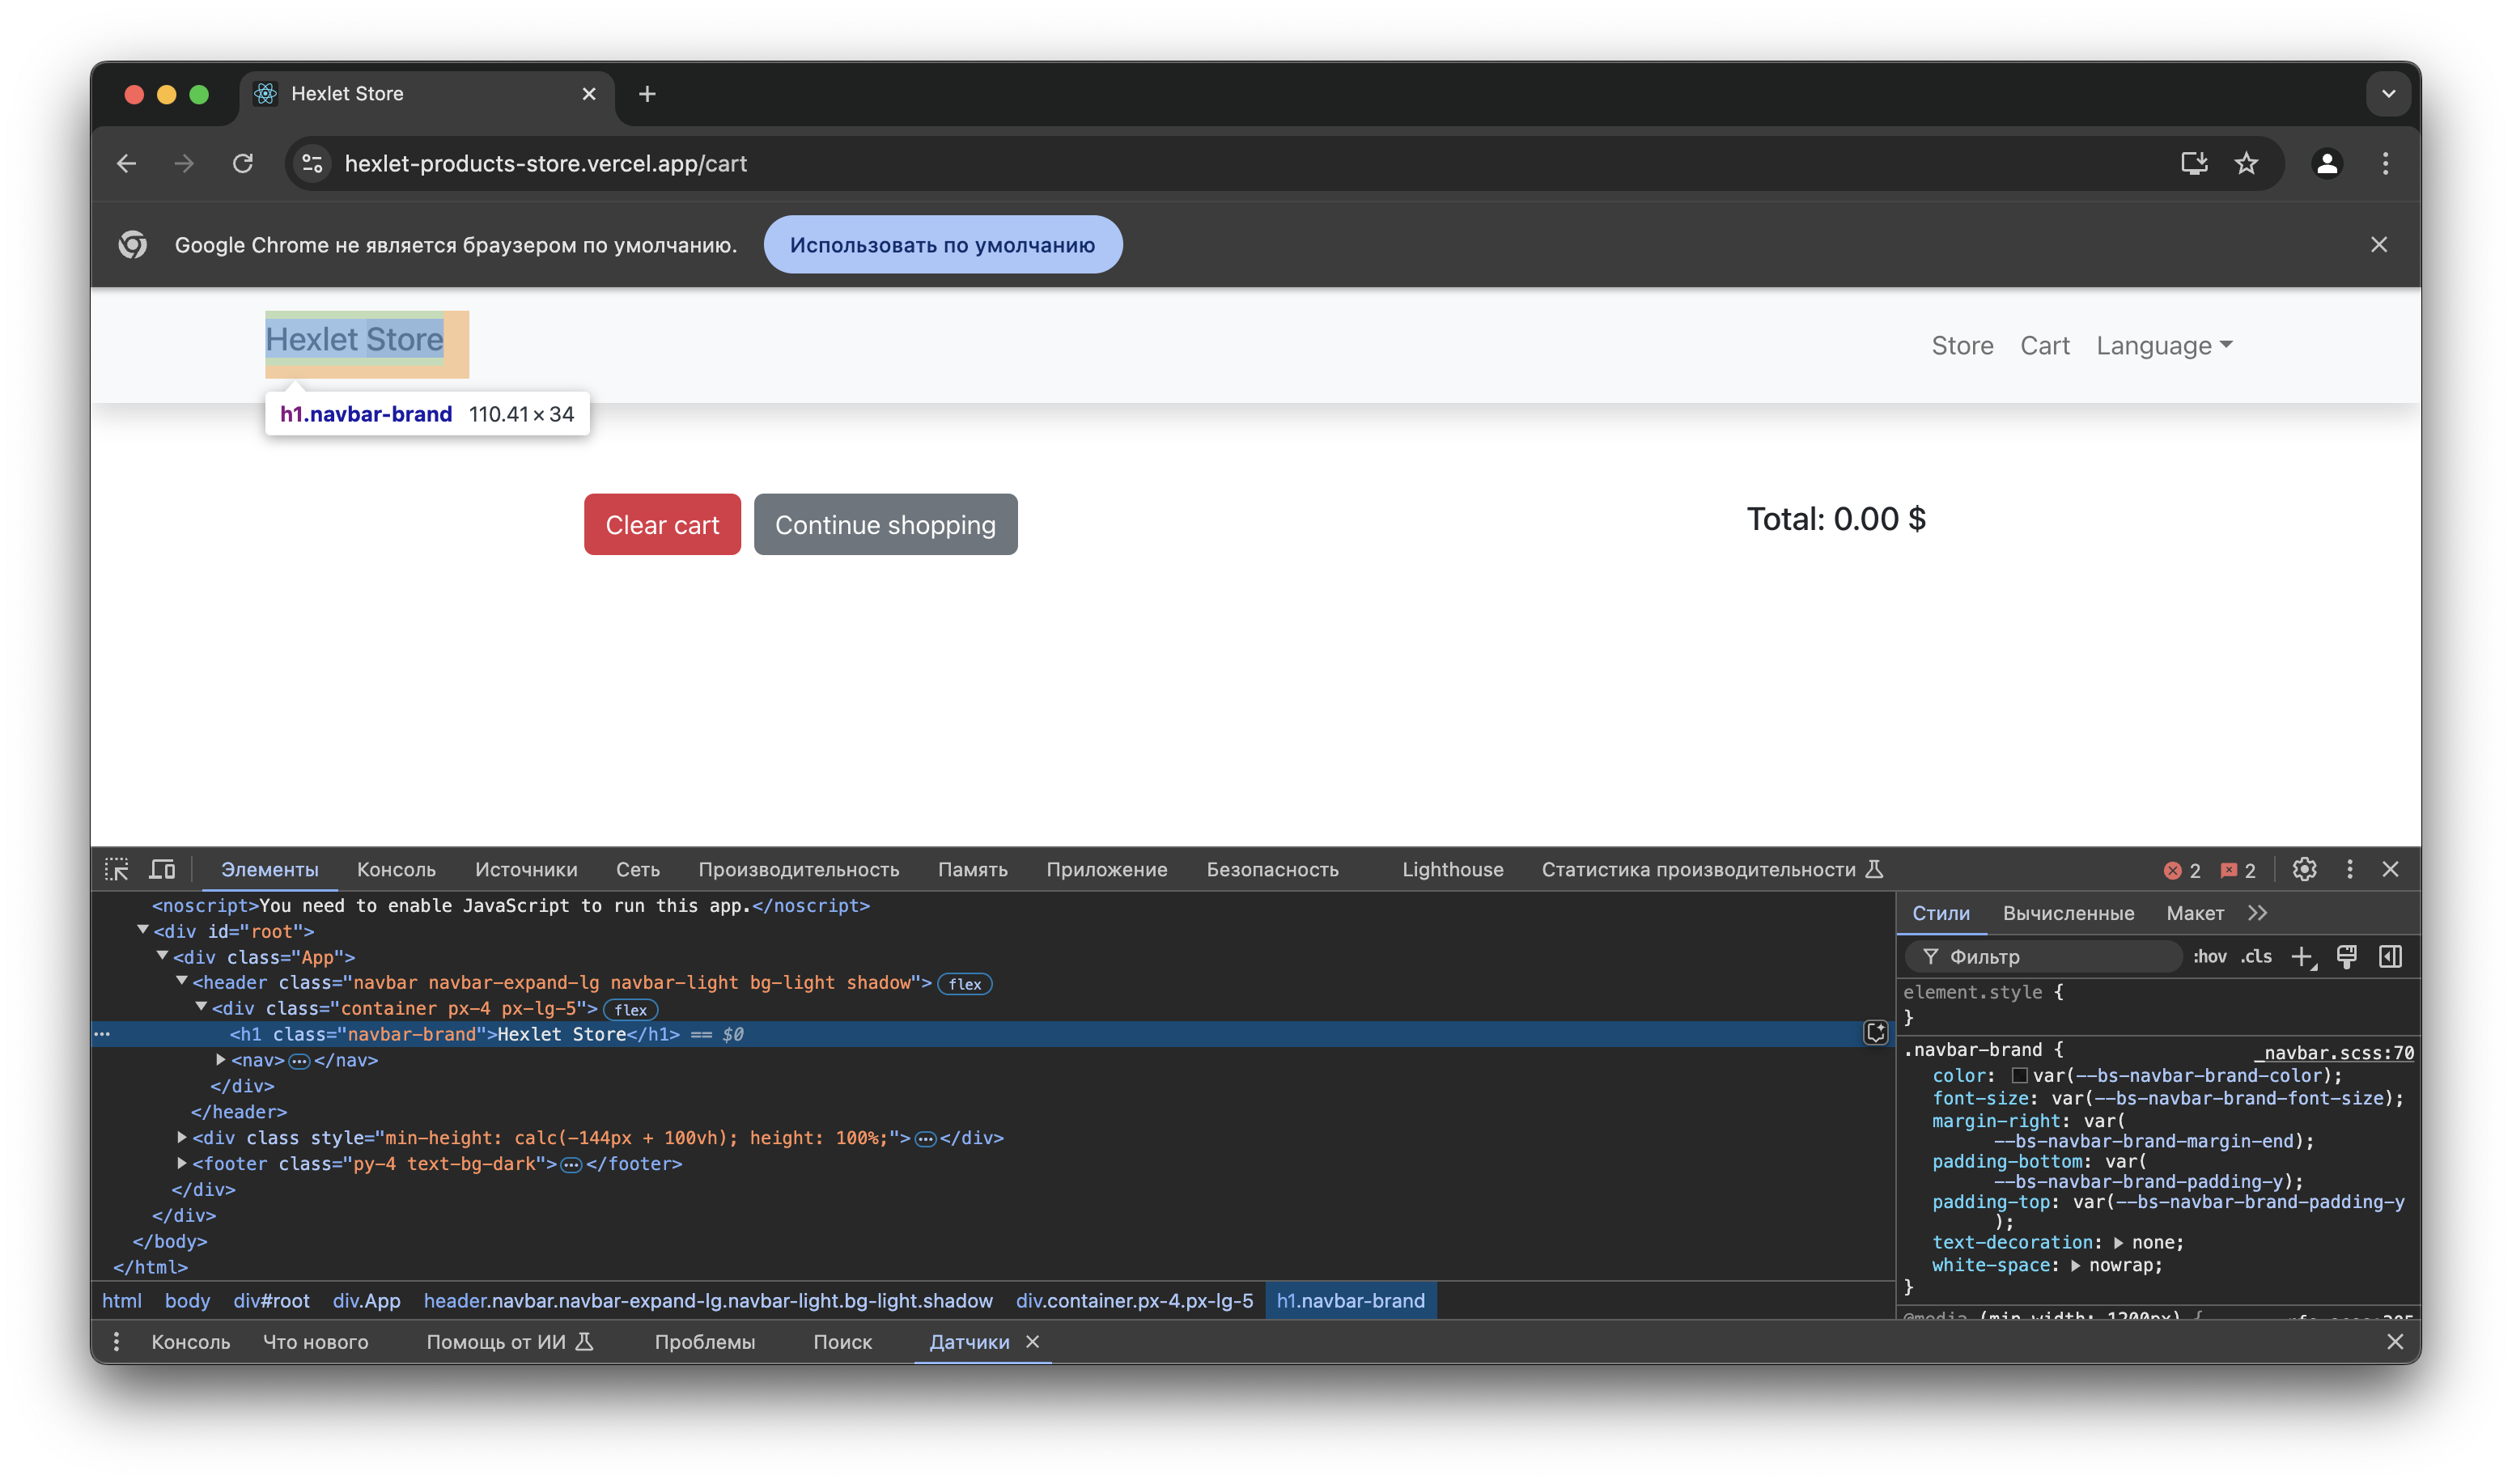 Hexlet Store
hexlet-products-store.vercel.app/cart
Google Chrome не является браузером по умолчанию. Использовать по умолчанию
Hexlet Store
Store Cart Language
h1.navbar-brand 110.41 × 34
Clear cart Continue shopping Total: 0.00 $
Элементы Консоль Источники Сеть Производительность Память Приложение Безопасность Lighthouse Статистика производительности 2 2
<noscript>You need to enable JavaScript to run this app.</noscript>
<div id="root">
<div class="App">
<header class="navbar navbar-expand-lg navbar-light bg-light shadow"> flex
<div class="container px-4 px-lg-5"> flex
<h1 class="navbar-brand">Hexlet Store</h1> == $0
<nav>…</nav>
</div>
</header>
<div class style="min-height: calc(-144px + 100vh); height: 100%;">…</div>
<footer class="py-4 text-bg-dark">…</footer>
</div>
</div>
</body>
</html>
html body div#root div.App header.navbar.navbar-expand-lg.navbar-light.bg-light.shadow div.container.px-4.px-lg-5 h1.navbar-brand
Стили Вычисленные Макет
Фильтр :hov .cls
element.style {
}
.navbar-brand { _navbar.scss:70
color: var(--bs-navbar-brand-color);
font-size: var(--bs-navbar-brand-font-size);
margin-right: var(
--bs-navbar-brand-margin-end);
padding-bottom: var(
--bs-navbar-brand-padding-y);
padding-top: var(--bs-navbar-brand-padding-y
);
text-decoration: none;
white-space: nowrap;
}
@media (min-width: 1200px) {
Консоль Что нового Помощь от ИИ Проблемы Поиск Датчики